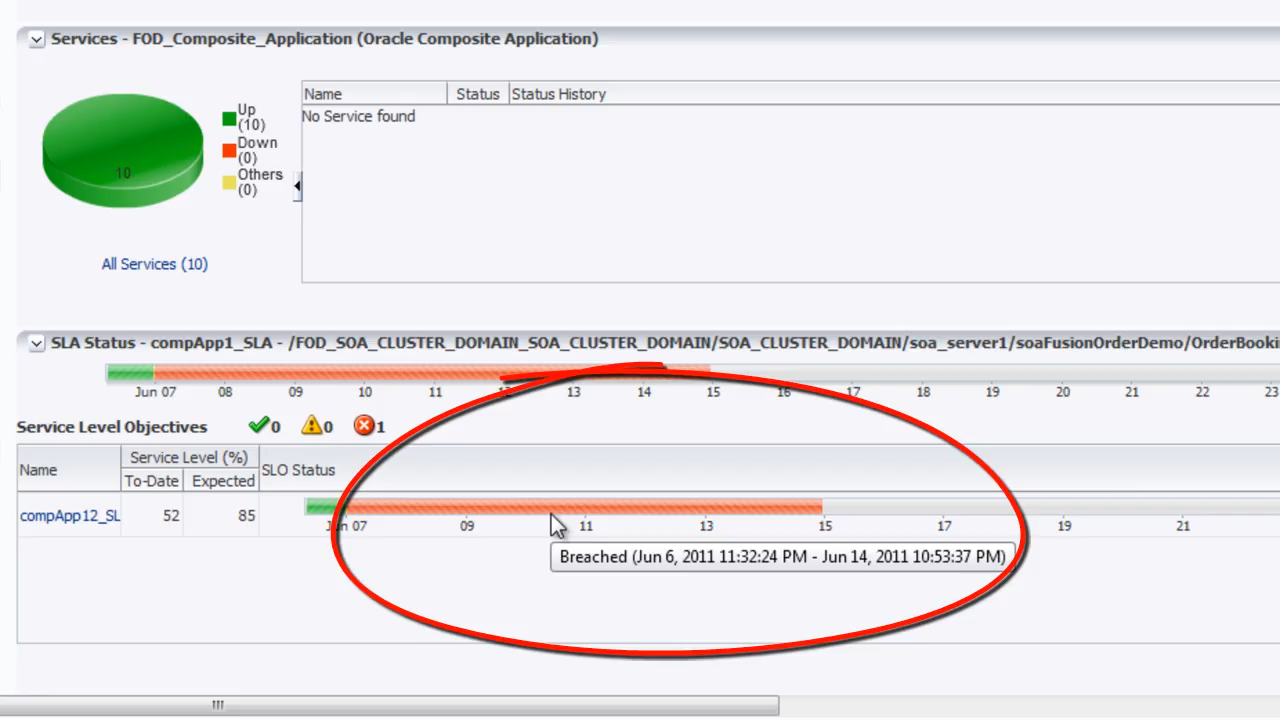 Services - FOD_Composite_Application (Oracle Composite Application)
Name Status Status History
No Service found
Up
(10)
Down
(0)
Others
(0)
10
All Services (10)
SLA Status - compApp1_SLA - /FOD_SOA_CLUSTER_DOMAIN_SOA_CLUSTER_DOMAIN/SOA_CLUSTER_DOMAIN/soa_server1/soaFusionOrderDemo/OrderBooki
Jun 07 08 09 10 11 12 13 14 15 16 17 18 19 20 21 22 23
Service Level Objectives 0 0 1
Name Service Level (%) SLO Status
To-Date Expected
compApp12_SL 52 85
Jun 07 09 11 13 15 17 19 21
Breached (Jun 6, 2011 11:32:24 PM - Jun 14, 2011 10:53:37 PM)